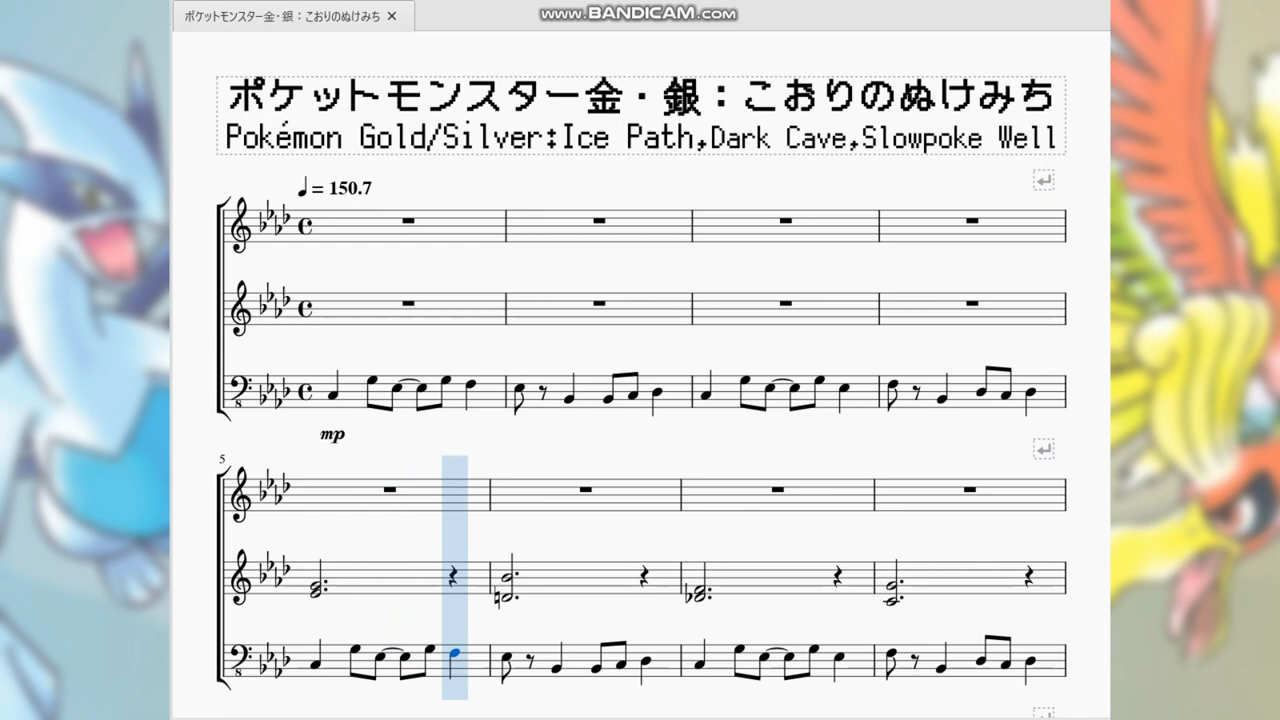 ポケットモンスター金・銀：こおりのぬけみち ×
www.BANDICAM.com
ポケットモンスター金・銀：こおりのぬけみち
Pokémon Gold/Silver:Ice Path,Dark Cave,Slowpoke Well
♩ = 150.7
8
mp
5
8